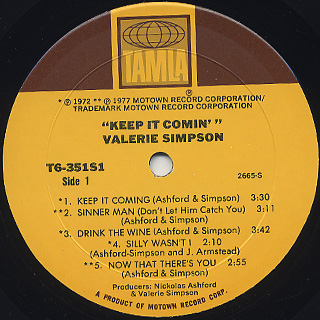 TAMLA
*℗ 1972 ** ℗ 1977 MOTOWN RECORD CORPORATION/
TRADEMARK MOTOWN RECORD CORPORATION
"KEEP IT COMIN'"
VALERIE SIMPSON
T6-351S1
Side 1
2665-S
*1. KEEP IT COMING (Ashford & Simpson) 3:30
**2. SINNER MAN (Don't Let Him Catch You) 3:11
(Ashford & Simpson)
*3. DRINK THE WINE (Ashford & Simpson) 3:42
*4. SILLY WASN'T I 2:10
(Ashford-Simpson and J. Armstead)
**5. NOW THAT THERE'S YOU 2:55
(Ashford & Simpson)
Producers: Nickolas Ashford
& Valerie Simpson
A PRODUCT OF MOTOWN RECORD CORP.